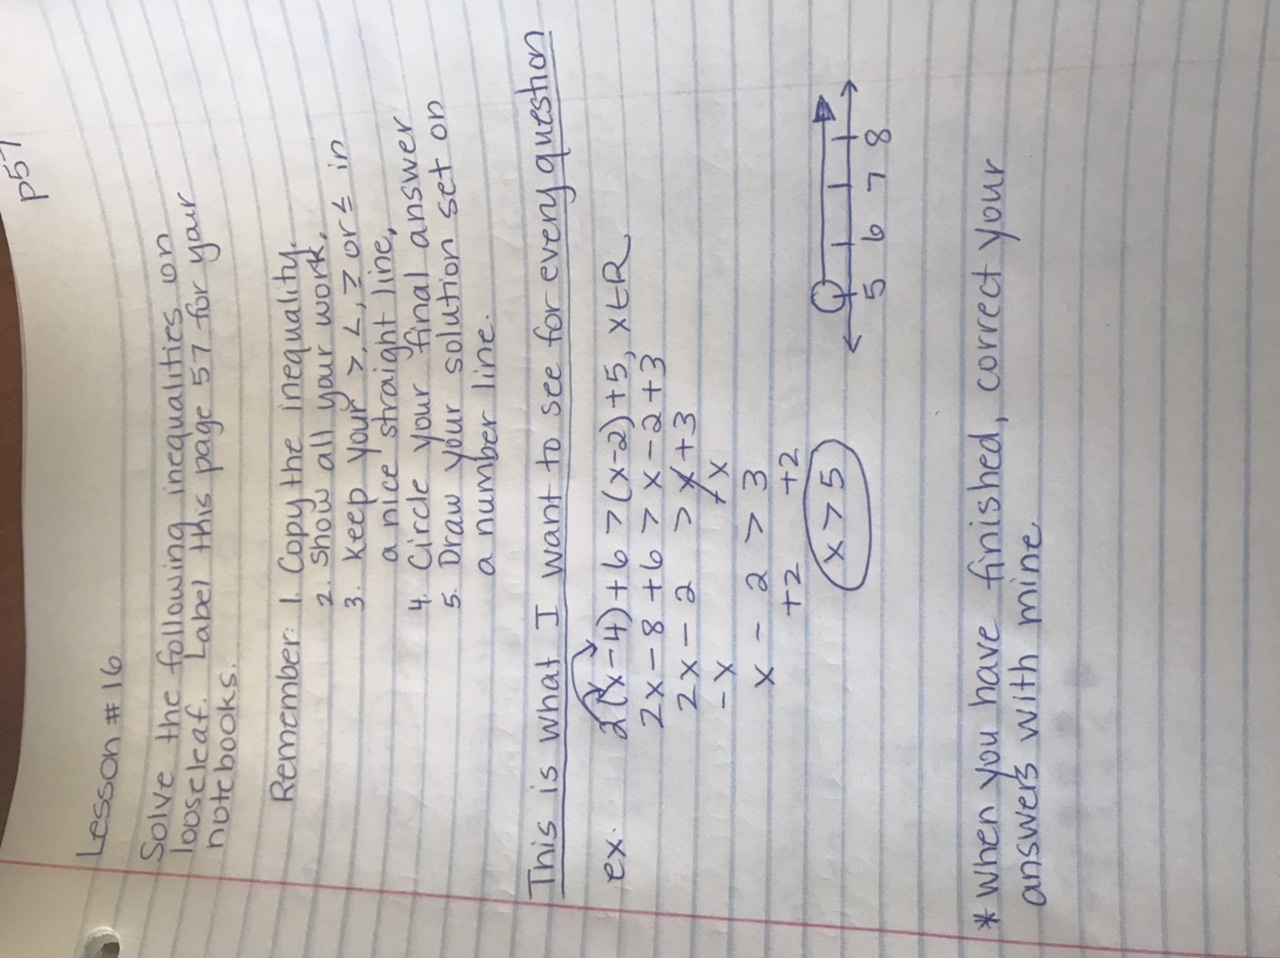 p57
Lesson #16
Solve the following inequalities on
looseleaf. Label this page 57 for your
notebooks.
Remember: 1. Copy the inequality.
2. show all your work.
3. keep your >, <, ≥ or ≤ in
a nice straight line.
4. Circle your final answer
5. Draw your solution set on
a number line.
This is what I want to see for every question
ex. 2(x-4)+6 > (x-2)+5, x∈R
2x-8+6 > x-2+3
2x-2 > x+3
-x -x
x-2 > 3
+2 +2
x > 5
5 6 7 8
* When you have finished, correct your
answers with mine.